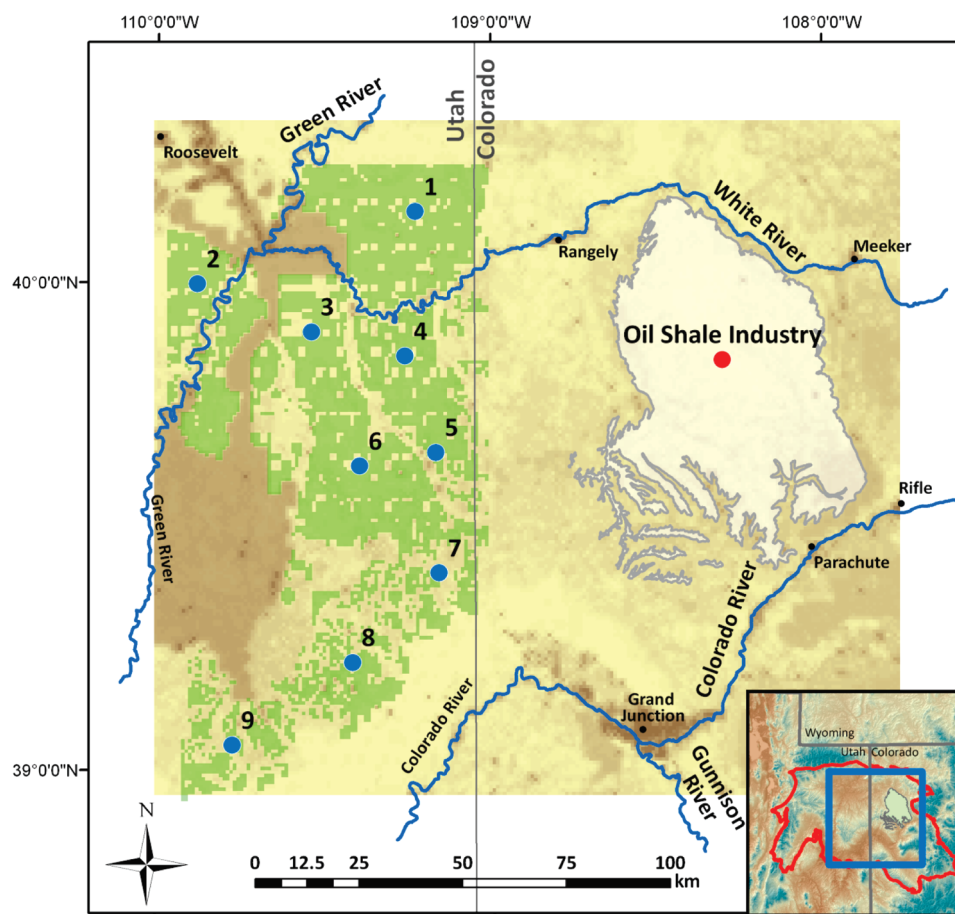 110°0'0"W
109°0'0"W
108°0'0"W
Green River
Utah
Colorado
Roosevelt
1
White River
Rangely
Meeker
40°0'0"N
2
3
4
Oil Shale Industry
5
6
Rifle
Green River
7
Parachute
Colorado River
8
Grand
Junction
9
Colorado River
Gunnison
River
39°0'0"N
Wyoming
Utah Colorado
N
0 12.5 25 50 75 100
km